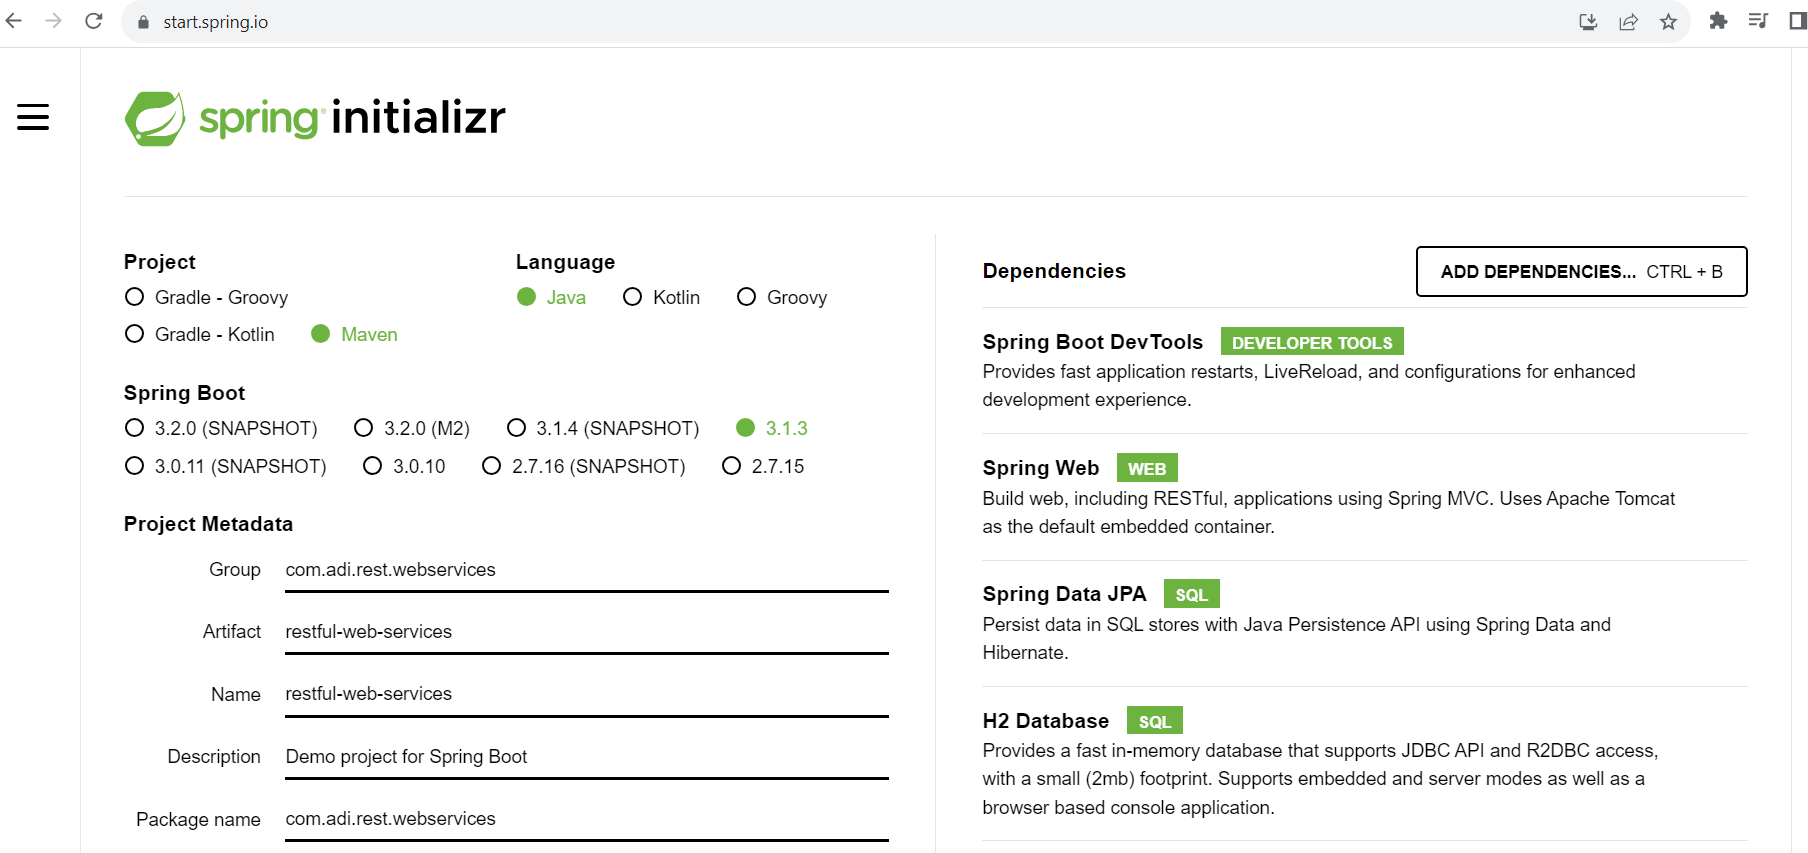 start.spring.io
spring initializr
Project
Gradle - Groovy
Gradle - Kotlin Maven
Language
Java Kotlin Groovy
Spring Boot
3.2.0 (SNAPSHOT) 3.2.0 (M2) 3.1.4 (SNAPSHOT) 3.1.3
3.0.11 (SNAPSHOT) 3.0.10 2.7.16 (SNAPSHOT) 2.7.15
Project Metadata
Group com.adi.rest.webservices
Artifact restful-web-services
Name restful-web-services
Description Demo project for Spring Boot
Package name com.adi.rest.webservices
Dependencies ADD DEPENDENCIES... CTRL + B
Spring Boot DevTools DEVELOPER TOOLS
Provides fast application restarts, LiveReload, and configurations for enhanced
development experience.
Spring Web WEB
Build web, including RESTful, applications using Spring MVC. Uses Apache Tomcat
as the default embedded container.
Spring Data JPA SQL
Persist data in SQL stores with Java Persistence API using Spring Data and
Hibernate.
H2 Database SQL
Provides a fast in-memory database that supports JDBC API and R2DBC access,
with a small (2mb) footprint. Supports embedded and server modes as well as a
browser based console application.